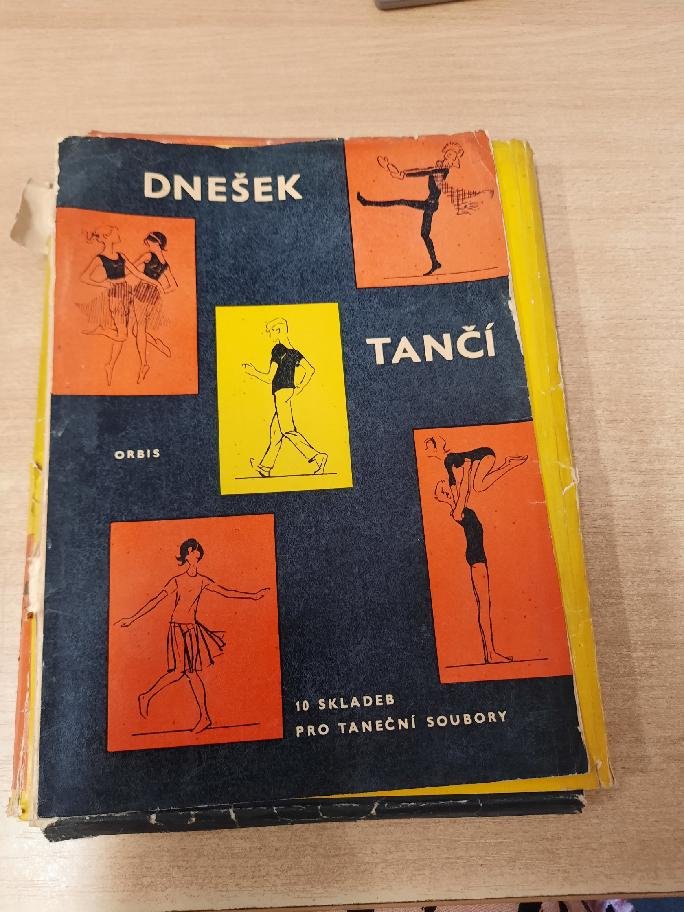 DNEŠEK
TANČÍ
ORBIS
10 SKLADEB
PRO TANEČNÍ SOUBORY